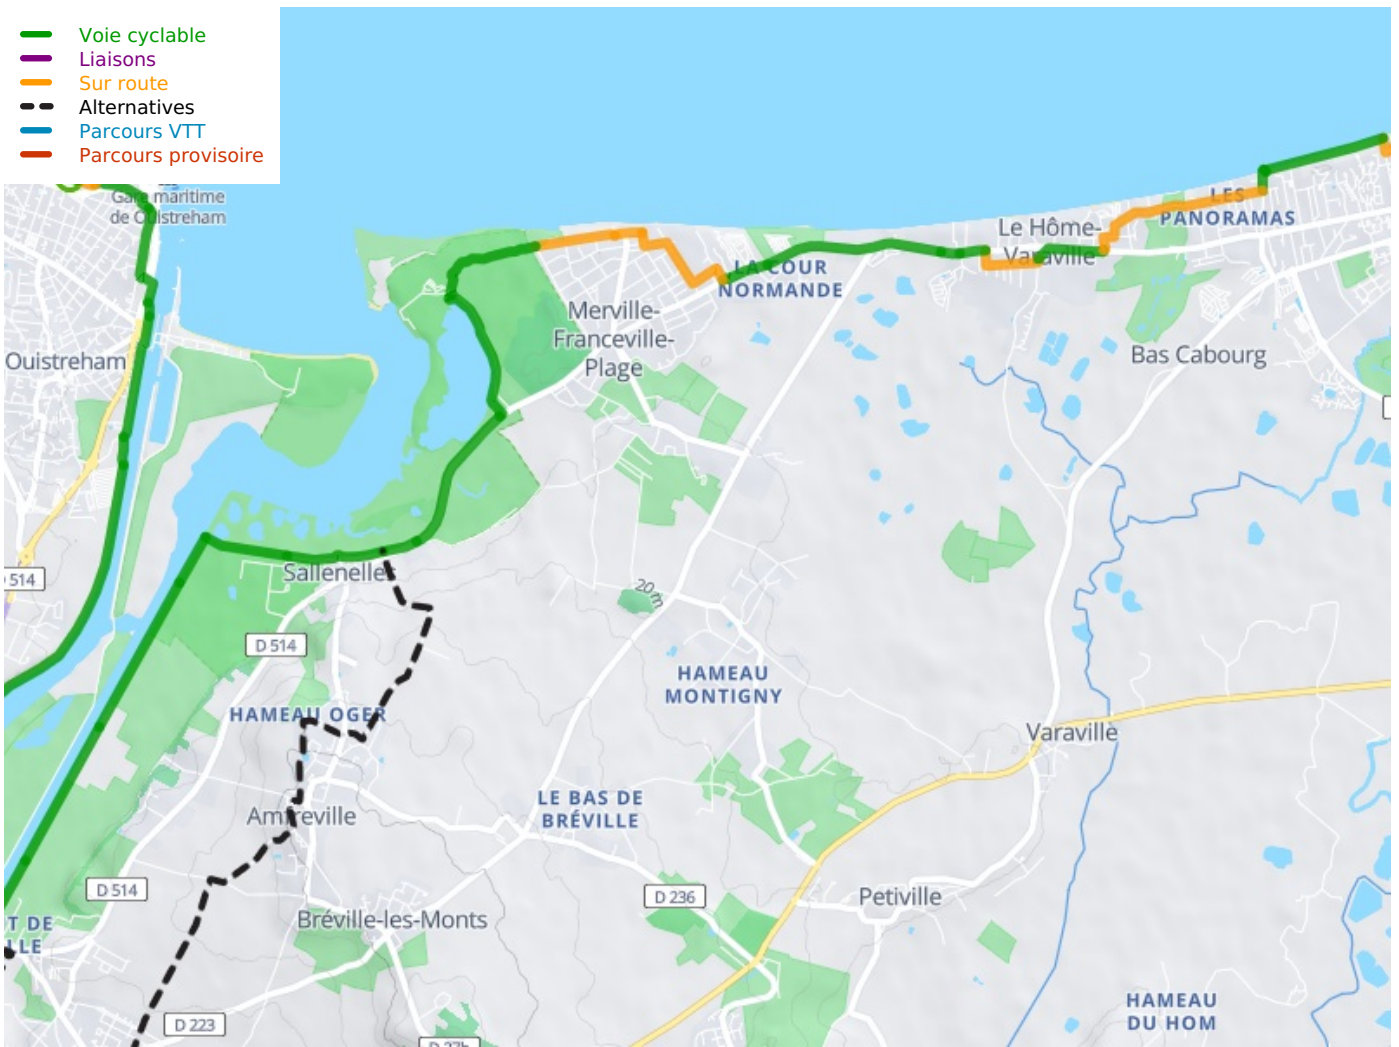 Voie cyclable
Liaisons
Sur route
Alternatives
Parcours VTT
Parcours provisoire
Gare maritime
de Ouistreham
LES
PANORAMAS
Le Hôme-
Varaville
LA COUR
NORMANDE
Merville-
Franceville-
Plage
Ouistreham
Bas Cabourg
514
Sallenelles
20 m
D 514
HAMEAU
MONTIGNY
HAMEAU OGER
Varaville
LE BAS DE
BRÉVILLE
Amfreville
D 514
D 236
Petiville
T DE
LLE
Bréville-les-Monts
HAMEAU
DU HOM
D 223